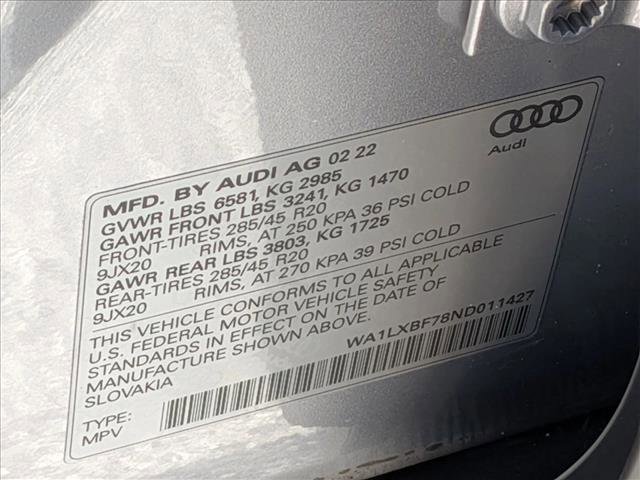 Audi
MFD. BY AUDI AG 02 22
GVWR LBS 6581, KG 2985
GAWR FRONT LBS 3241, KG 1470
FRONT-TIRES 285/45 R20
9JX20 RIMS, AT 250 KPA 36 PSI COLD
GAWR REAR LBS 3803, KG 1725
REAR-TIRES 285/45 R20
9JX20 RIMS, AT 270 KPA 39 PSI COLD
THIS VEHICLE CONFORMS TO ALL APPLICABLE
U.S. FEDERAL MOTOR VEHICLE SAFETY
STANDARDS IN EFFECT ON THE DATE OF
MANUFACTURE SHOWN ABOVE.
SLOVAKIA
WA1LXBF78ND011427
TYPE:
MPV